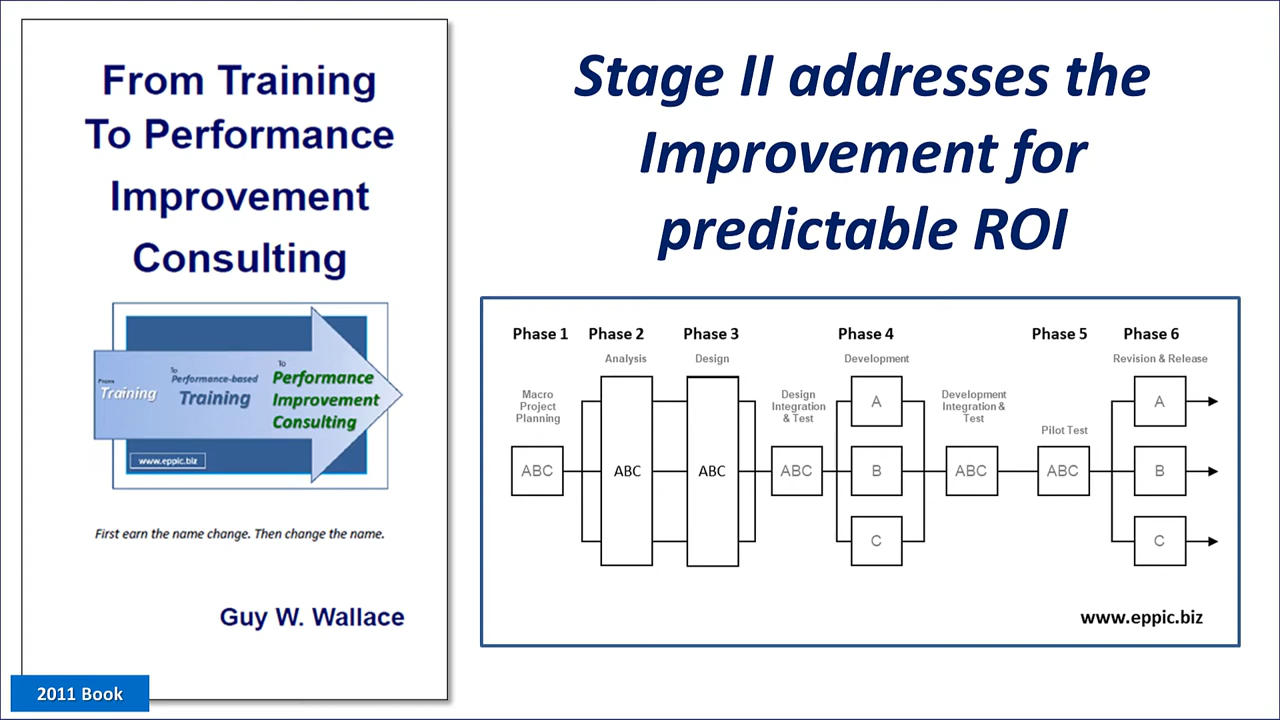 From Training
To Performance
Improvement
Consulting
From
Training
To
Performance-based
Training
To
Performance
Improvement
Consulting
www.eppic.biz
First earn the name change. Then change the name.
Guy W. Wallace
2011 Book
Stage II addresses the
Improvement for
predictable ROI
Phase 1 Phase 2 Phase 3 Phase 4 Phase 5 Phase 6
Analysis Design Development Revision & Release
Macro
Project
Planning
Design
Integration
& Test
Development
Integration &
Test
Pilot Test
A A
ABC ABC ABC ABC B ABC ABC B
C C
www.eppic.biz